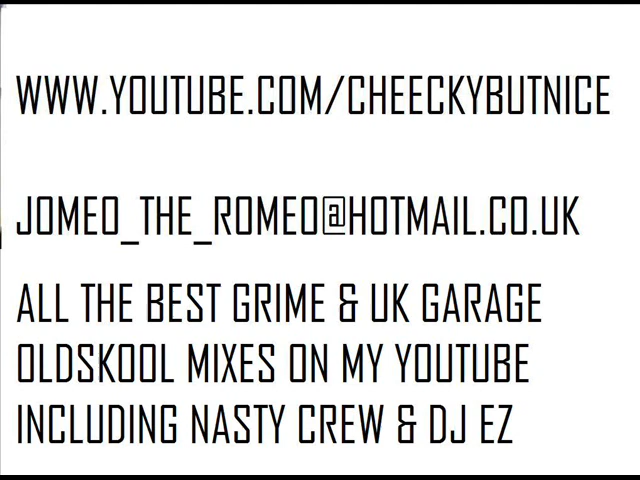 WWW.YOUTUBE.COM/CHEECKYBUTNICE
JOMEO_THE_ROMEO@HOTMAIL.CO.UK
ALL THE BEST GRIME & UK GARAGE
OLDSKOOL MIXES ON MY YOUTUBE
INCLUDING NASTY CREW & DJ EZ